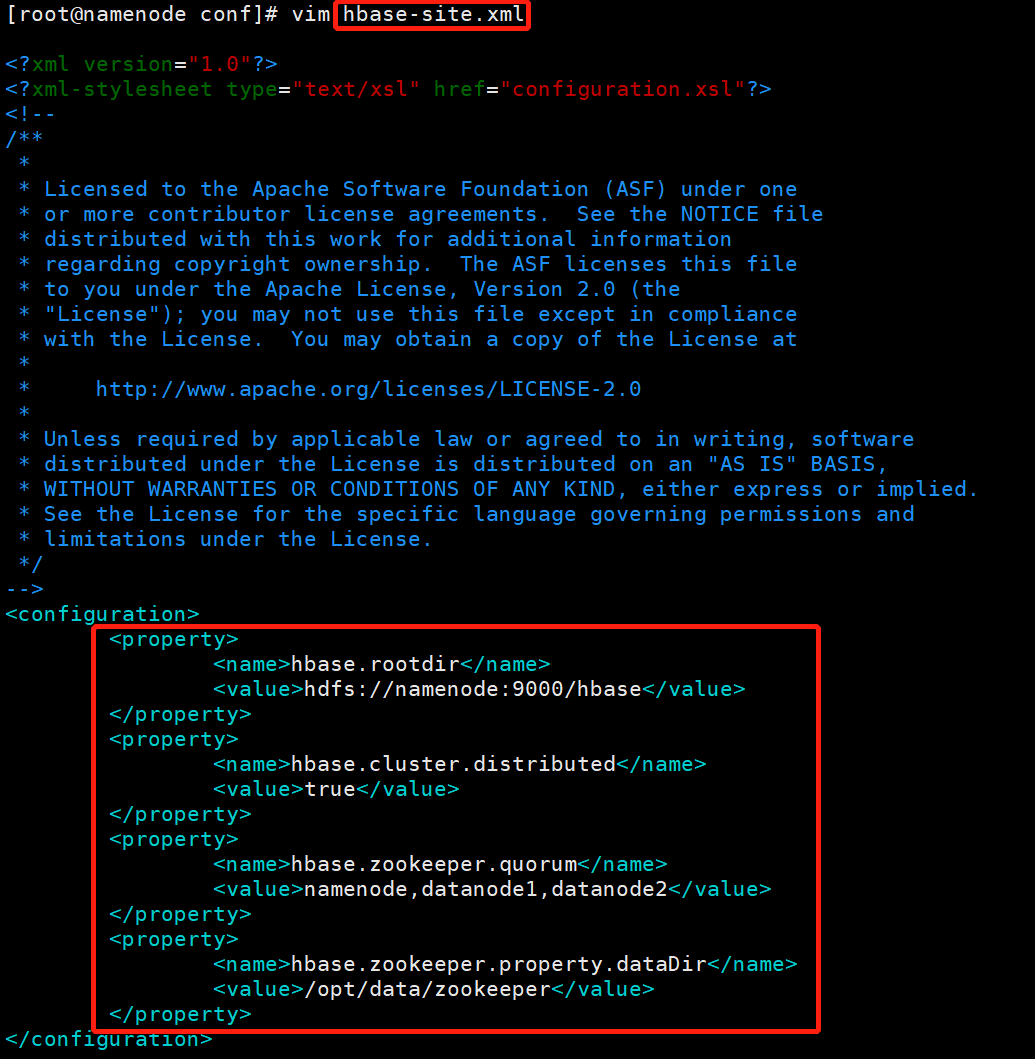 [root@namenode conf]# vim hbase-site.xml
<?xml version="1.0"?>
<?xml-stylesheet type="text/xsl" href="configuration.xsl"?>
<!--
/**
 *
 * Licensed to the Apache Software Foundation (ASF) under one
 * or more contributor license agreements.  See the NOTICE file
 * distributed with this work for additional information
 * regarding copyright ownership.  The ASF licenses this file
 * to you under the Apache License, Version 2.0 (the
 * "License"); you may not use this file except in compliance
 * with the License.  You may obtain a copy of the License at
 *
 *     http://www.apache.org/licenses/LICENSE-2.0
 *
 * Unless required by applicable law or agreed to in writing, software
 * distributed under the License is distributed on an "AS IS" BASIS,
 * WITHOUT WARRANTIES OR CONDITIONS OF ANY KIND, either express or implied.
 * See the License for the specific language governing permissions and
 * limitations under the License.
 */
-->
<configuration>
        <property>
                <name>hbase.rootdir</name>
                <value>hdfs://namenode:9000/hbase</value>
        </property>
        <property>
                <name>hbase.cluster.distributed</name>
                <value>true</value>
        </property>
        <property>
                <name>hbase.zookeeper.quorum</name>
                <value>namenode,datanode1,datanode2</value>
        </property>
        <property>
                <name>hbase.zookeeper.property.dataDir</name>
                <value>/opt/data/zookeeper</value>
        </property>
</configuration>